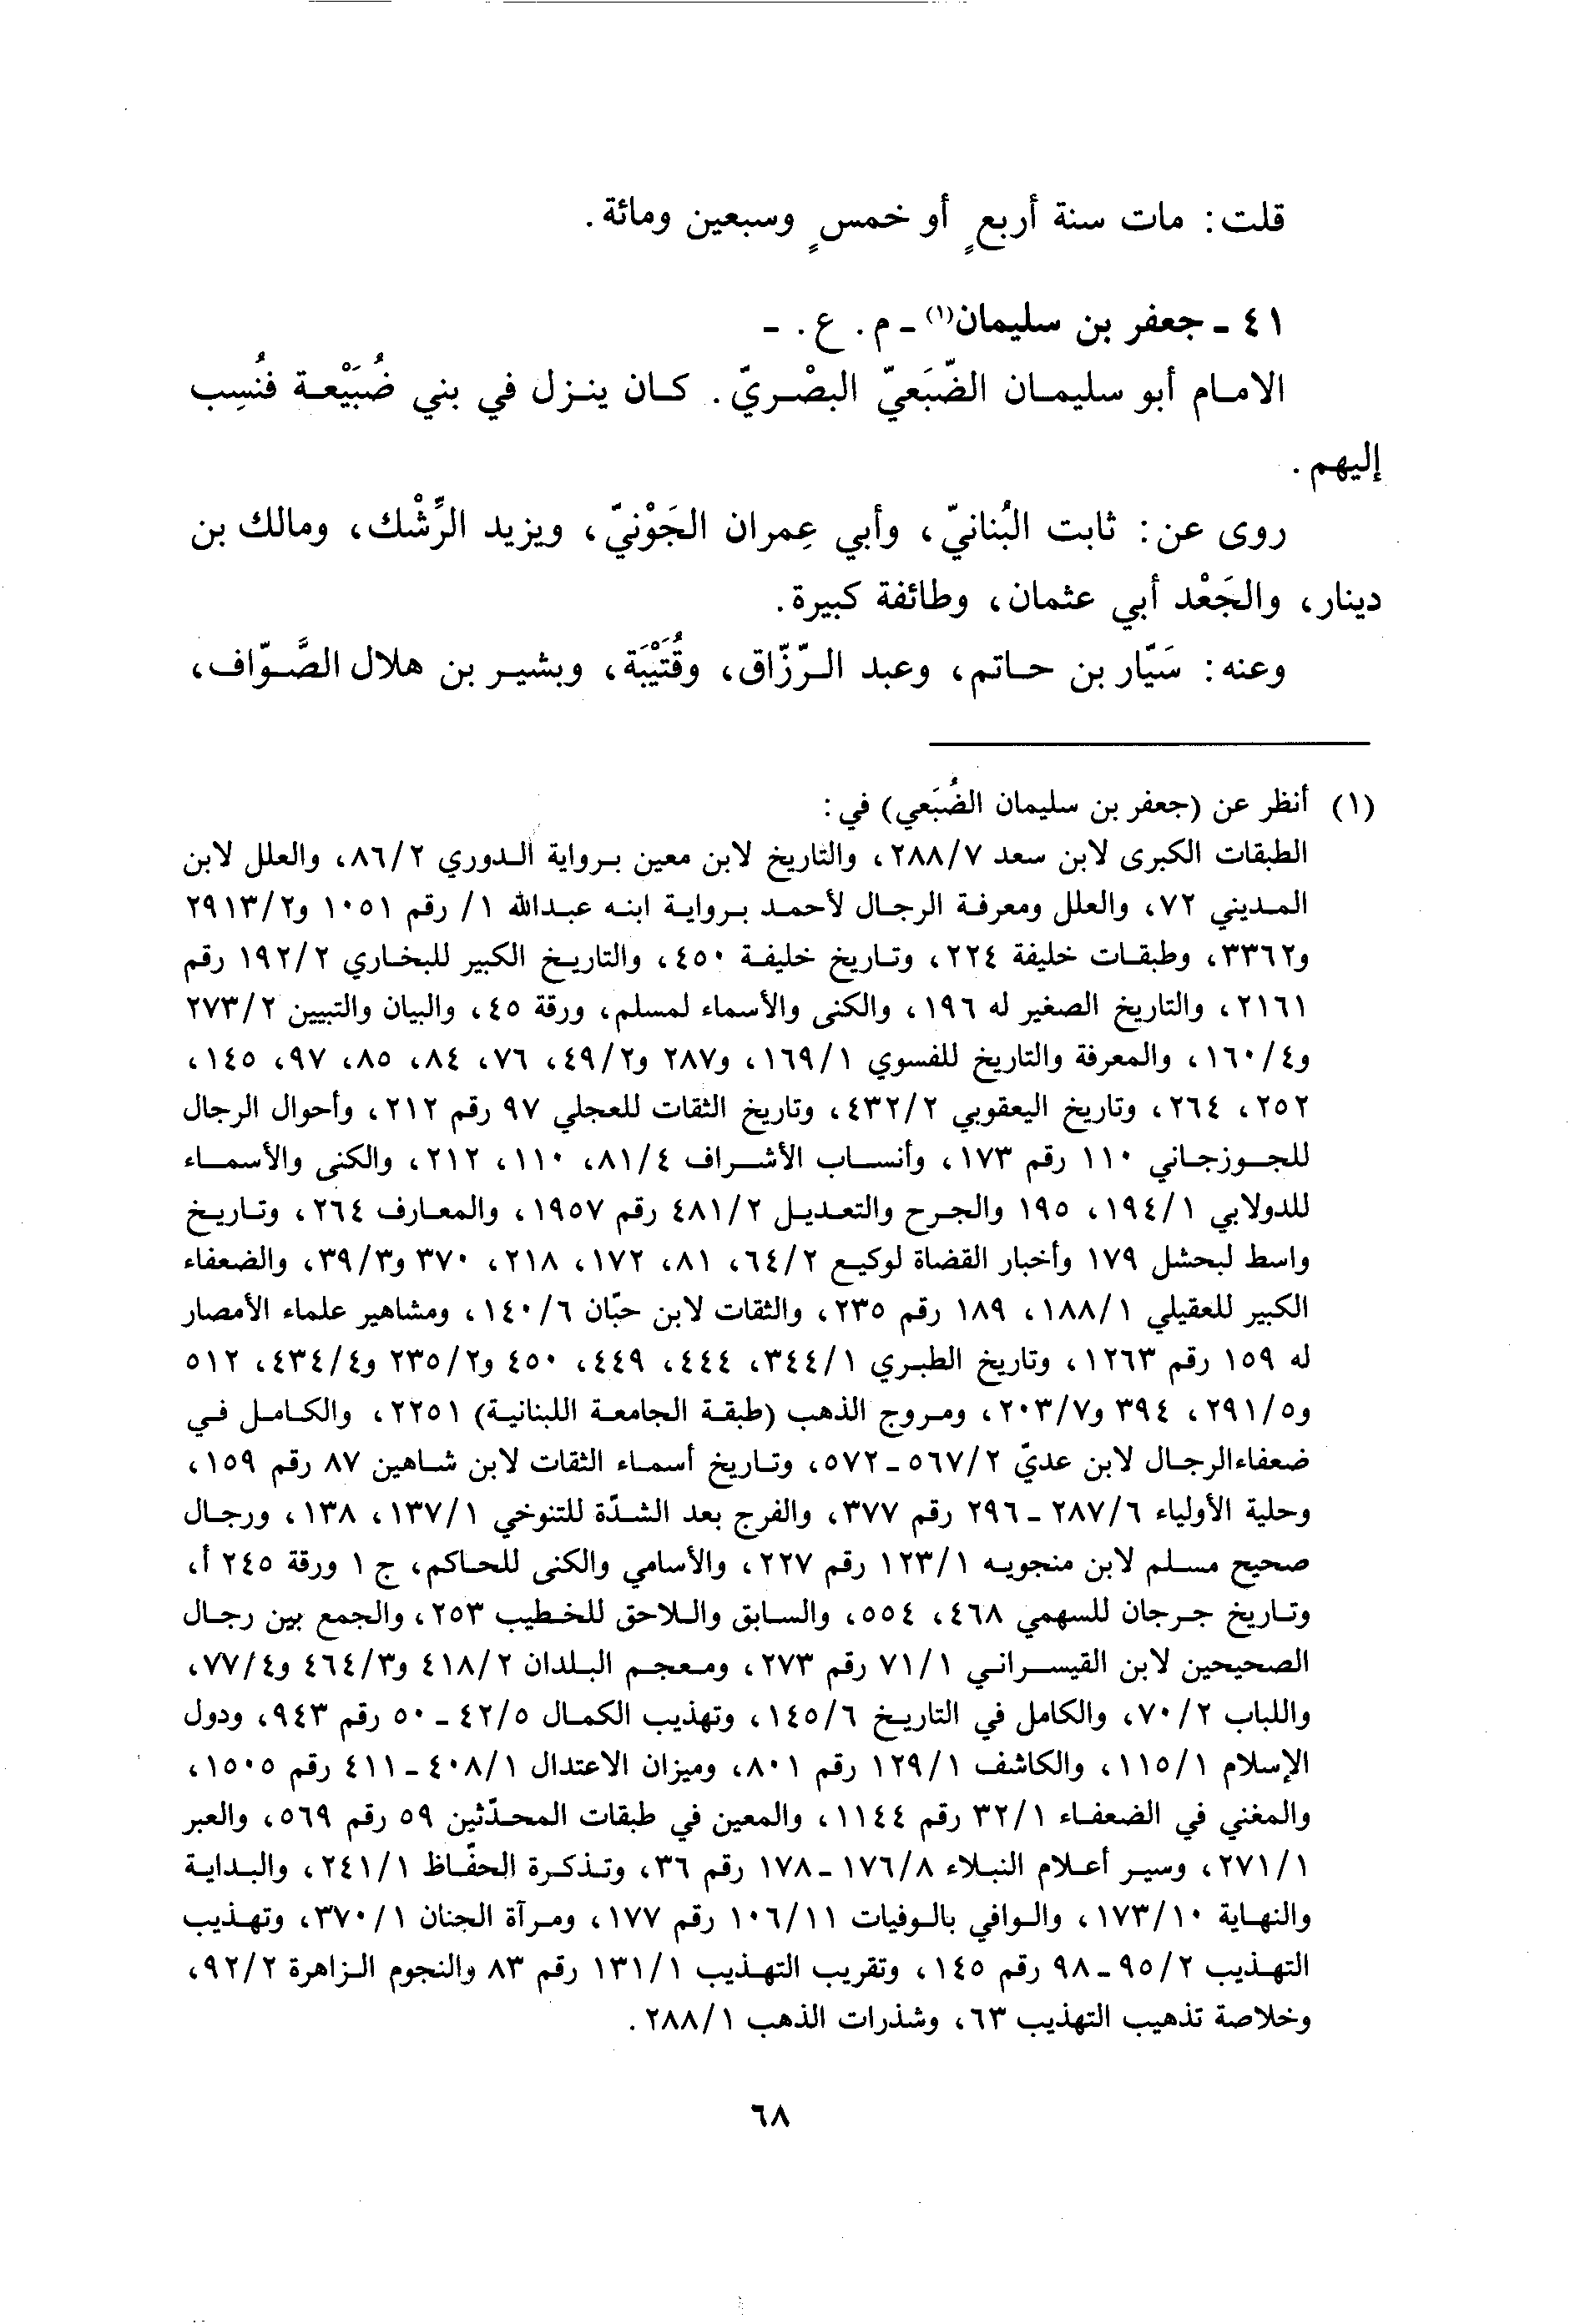 قلت: مات سنة أربعٍ أو خمسٍ وسبعين ومائة.
٤١ - جعفر بن سليمان(١) - م. ع. -
الامام أبو سليمان الضّبَعيّ البصْريّ. كان ينزل في بني ضُبَيْعة فنُسِب
إليهم.
روى عن: ثابت البُنانيّ، وأبي عِمران الجَوْنيّ، ويزيد الرِّشْك، ومالك بن
دينار، والجَعْد أبي عثمان، وطائفة كبيرة.
وعنه: سَيّار بن حاتم، وعبد الرّزّاق، وقُتَيْبَة، وبشير بن هلال الصَّوّاف،
(١) أنظر عن (جعفر بن سليمان الضُبَعي) في:
الطبقات الكبرى لابن سعد ٢٨٨/٧، والتاريخ لابن معين برواية الدوري ٨٦/٢، والعلل لابن
المديني ٧٢، والعلل ومعرفة الرجال لأحمد برواية ابنه عبدالله ١/ رقم ١٠٥١ و٢٩١٣/٢
و٣٣٦٢، وطبقات خليفة ٢٢٤، وتاريخ خليفة ٤٥٠، والتاريخ الكبير للبخاري ١٩٢/٢ رقم
٢١٦١، والتاريخ الصغير له ١٩٦، والكنى والأسماء لمسلم، ورقة ٤٥، والبيان والتبيين ٢٧٣/٢
و١٦٠/٤، والمعرفة والتاريخ للفسوي ١٦٩/١، و٢٨٧ و٤٩/٢، ٧٦، ٨٤، ٨٥، ٩٧، ١٤٥،
٢٥٢، ٢٦٤، وتاريخ اليعقوبي ٤٣٢/٢، وتاريخ الثقات للعجلي ٩٧ رقم ٢١٢، وأحوال الرجال
للجوزجاني ١١٠ رقم ١٧٣، وأنساب الأشراف ٨١/٤، ١١٠، ٢١٢، والكنى والأسماء
للدولابي ١٩٤/١، ١٩٥ والجرح والتعديل ٤٨١/٢ رقم ١٩٥٧، والمعارف ٢٦٤، وتاريخ
واسط لبحشل ١٧٩ وأخبار القضاة لوكيع ٦٤/٢، ٨١، ١٧٢، ٢١٨، ٣٧٠ و٣٩/٣، والضعفاء
الكبير للعقيلي ١٨٨/١، ١٨٩ رقم ٢٣٥، والثقات لابن حبّان ١٤٠/٦، ومشاهير علماء الأمصار
له ١٥٩ رقم ١٢٦٣، وتاريخ الطبري ٣٤٤/١، ٤٤٤، ٤٤٩، ٤٥٠ و٢٣٥/٢ و٤٣٤/٤، ٥١٢
و٢٩١/٥، ٣٩٤ و٢٠٣/٧، ومروج الذهب (طبقة الجامعة اللبنانية) ٢٢٥١، والكامل في
ضعفاءالرجال لابن عديّ ٥٦٧/٢ - ٥٧٢، وتاريخ أسماء الثقات لابن شاهين ٨٧ رقم ١٥٩،
وحلية الأولياء ٢٨٧/٦ - ٢٩٦ رقم ٣٧٧، والفرج بعد الشدّة للتنوخي ١٣٧/١، ١٣٨، ورجال
صحيح مسلم لابن منجويه ١٢٣/١ رقم ٢٢٧، والأسامي والكنى للحاكم، ج ١ ورقة ٢٤٥ أ،
وتاريخ جرجان للسهمي ٤٦٨، ٥٥٤، والسابق واللاحق للخطيب ٢٥٣، والجمع بين رجال
الصحيحين لابن القيسراني ٧١/١ رقم ٢٧٣، ومعجم البلدان ٤١٨/٢ و٤٦٤/٣ و٧٧/٤،
واللباب ٧٠/٢، والكامل في التاريخ ١٤٥/٦، وتهذيب الكمال ٤٢/٥ - ٥٠ رقم ٩٤٣، ودول
الإسلام ١١٥/١، والكاشف ١٢٩/١ رقم ٨٠١، وميزان الاعتدال ٤٠٨/١ - ٤١١ رقم ١٥٠٥،
والمغني في الضعفاء ٣٢/١ رقم ١١٤٤، والمعين في طبقات المحدّثين ٥٩ رقم ٥٦٩، والعبر
٢٧١/١، وسير أعلام النبلاء ١٧٦/٨ - ١٧٨ رقم ٣٦، وتذكرة الحفّاظ ٢٤١/١، والبداية
والنهاية ١٧٣/١٠، والوافي بالوفيات ١٠٦/١١ رقم ١٧٧، ومرآة الجنان ٣٧٠/١، وتهذيب
التهذيب ٩٥/٢ - ٩٨ رقم ١٤٥، وتقريب التهذيب ١٣١/١ رقم ٨٣ والنجوم الزاهرة ٩٢/٢،
وخلاصة تذهيب التهذيب ٦٣، وشذرات الذهب ٢٨٨/١.
٦٨